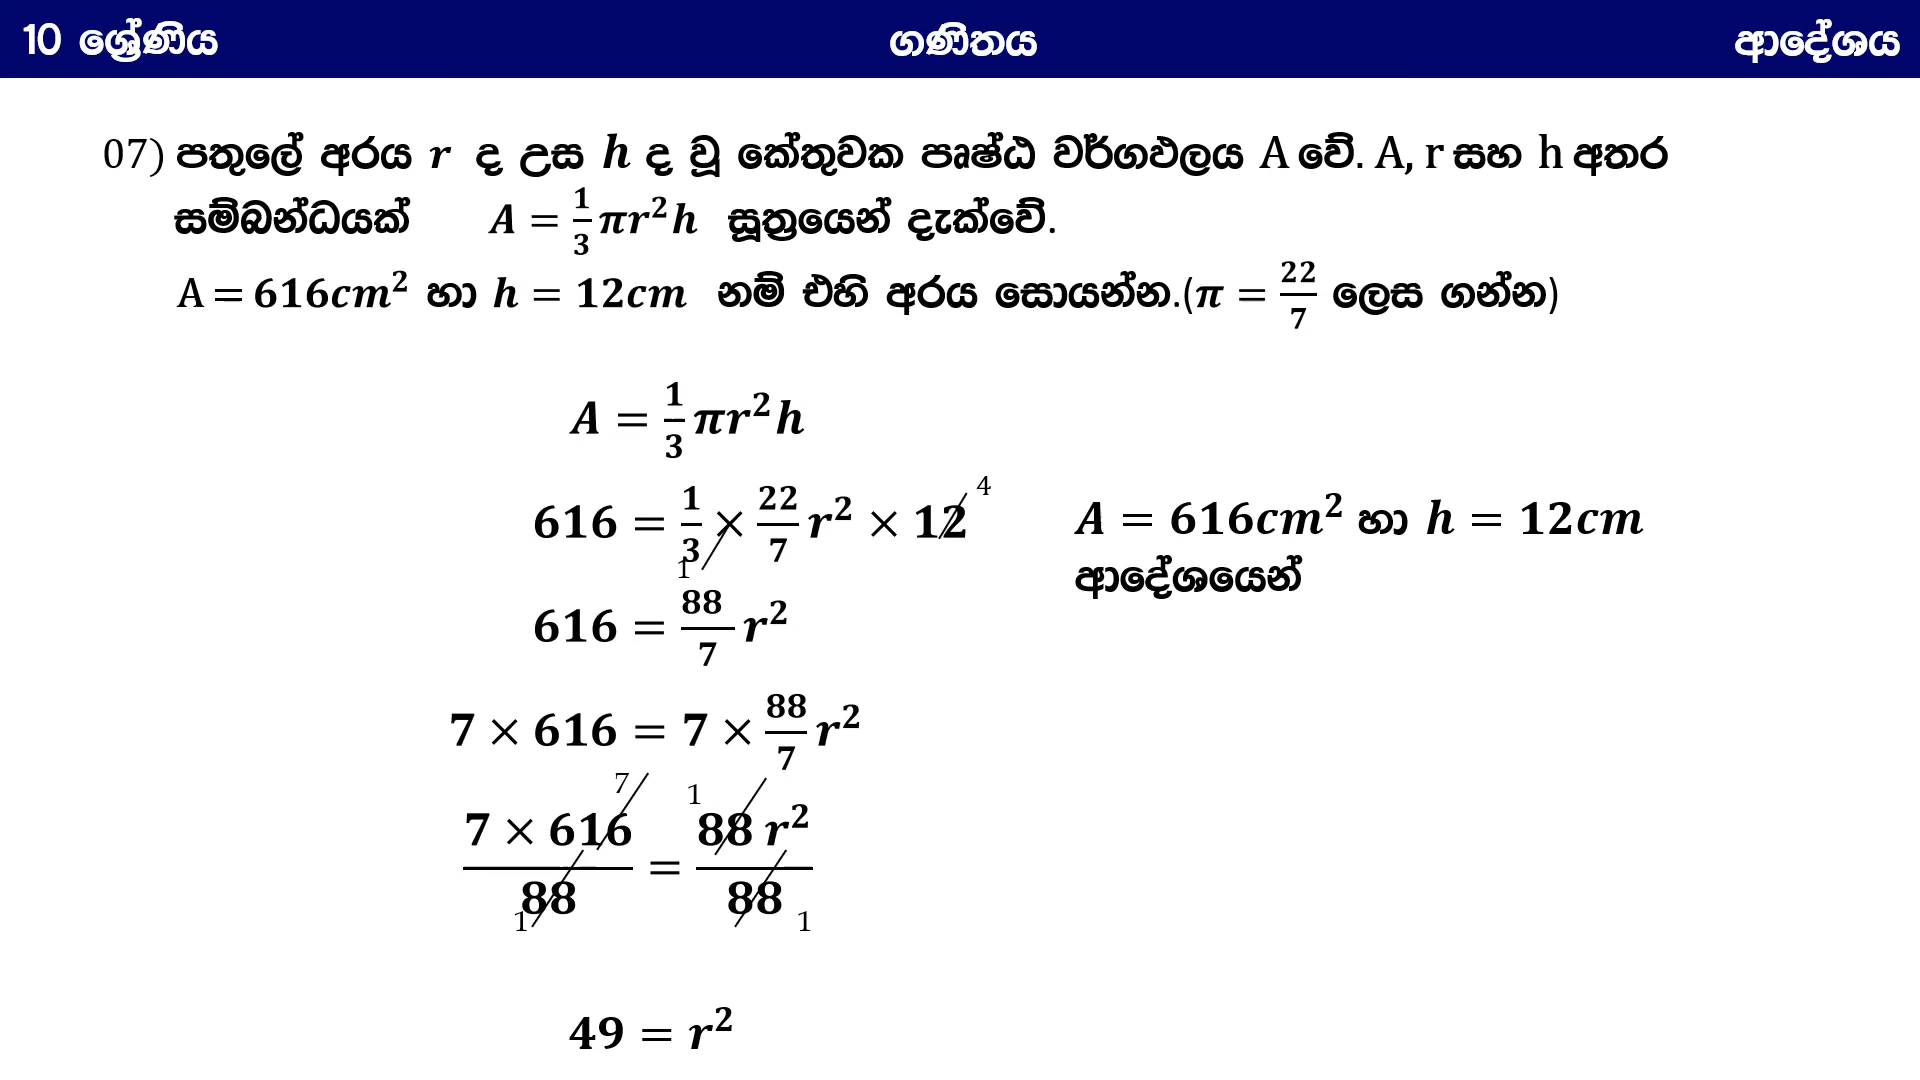 10 ශ්‍රේණිය ගණිතය ආදේශය
07) පතුලේ අරය r ද උස h ද වූ කේතුවක පෘෂ්ඨ වර්ගඵලය A වේ. A, r සහ h අතර
සම්බන්ධයක් A = 1/3 πr² h සූත්‍රයෙන් දැක්වේ.
A = 616cm² හා h = 12cm නම් එහි අරය සොයන්න.(π = 22/7 ලෙස ගන්න)
A = 1/3 πr² h
616 = 1/3 × 22/7 r² × 12 4
1
A = 616cm² හා h = 12cm
ආදේශයෙන්
616 = 88/7 r²
7 × 616 = 7 × 88/7 r²
7 1
7 × 616/88 = 88 r²/88
1 1
49 = r²